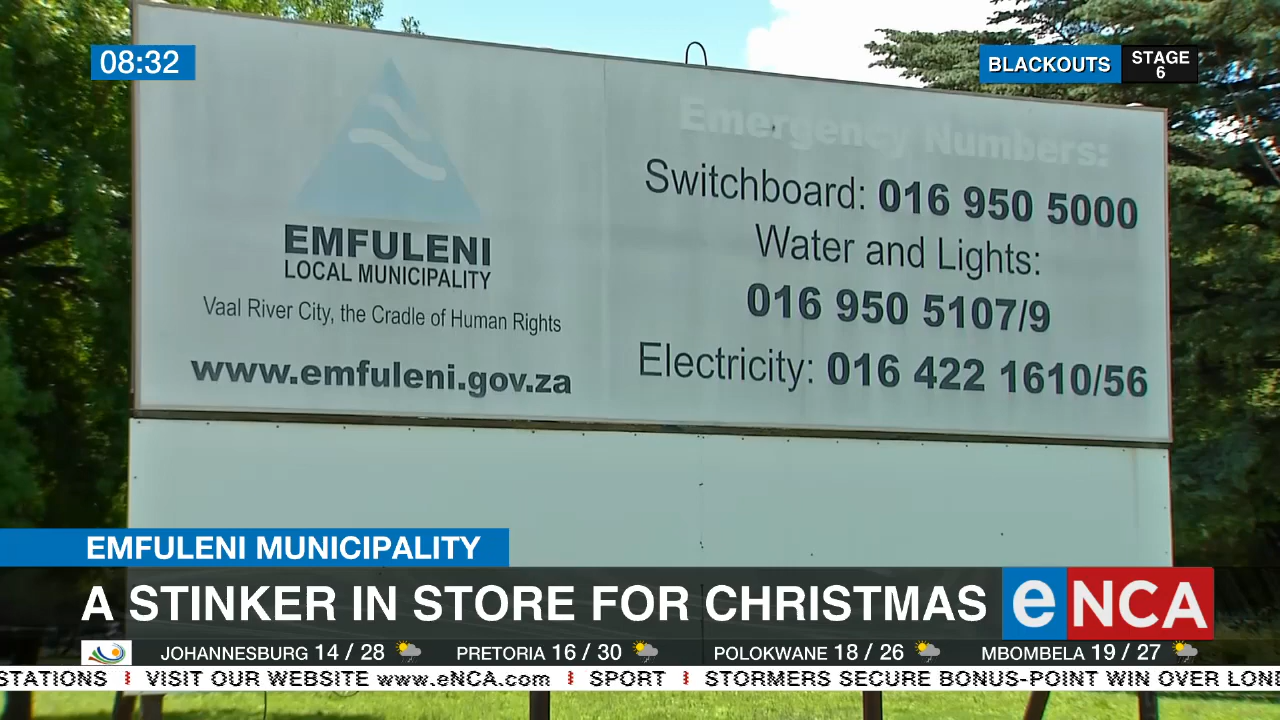 08:32
BLACKOUTS
STAGE
6
Emergency Numbers:
Switchboard: 016 950 5000
Water and Lights:
016 950 5107/9
Electricity: 016 422 1610/56
EMFULENI
LOCAL MUNICIPALITY
Vaal River City, the Cradle of Human Rights
www.emfuleni.gov.za
EMFULENI MUNICIPALITY
A STINKER IN STORE FOR CHRISTMAS
eNCA
JOHANNESBURG 14 / 28 PRETORIA 16 / 30 POLOKWANE 18 / 26 MBOMBELA 19 / 27
STATIONS VISIT OUR WEBSITE www.eNCA.com SPORT STORMERS SECURE BONUS-POINT WIN OVER LON